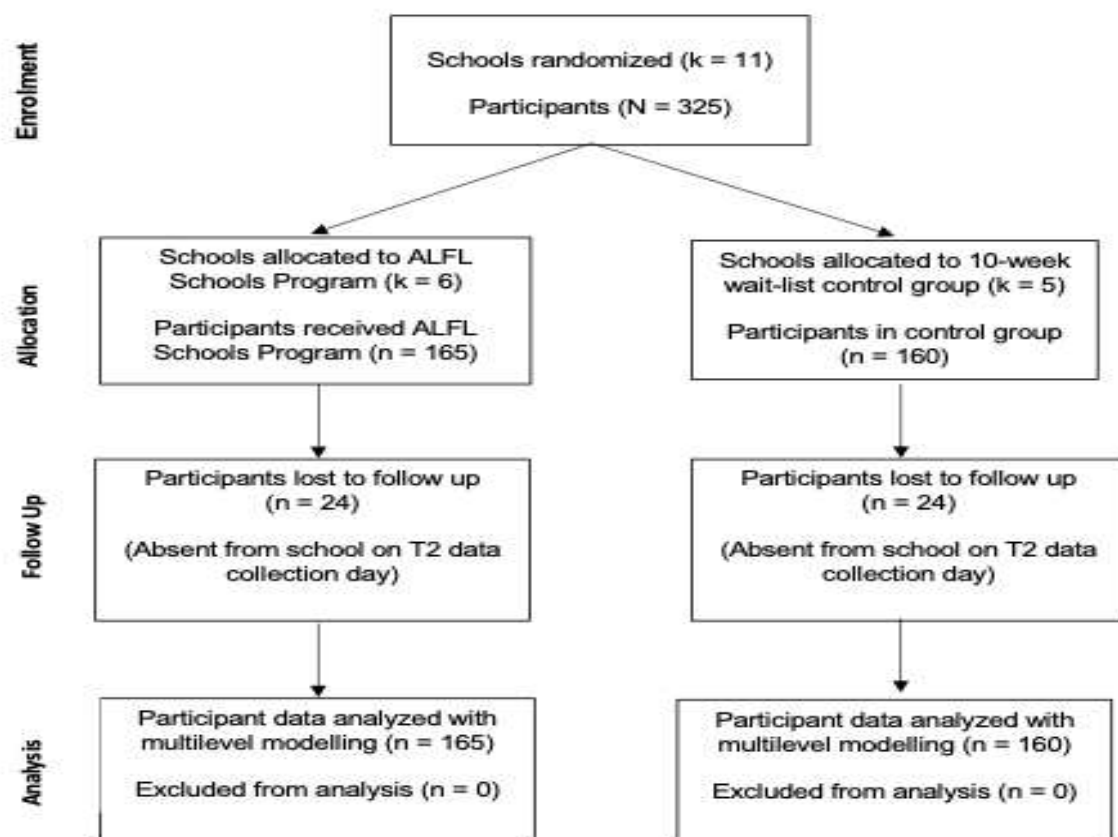 Enrolment
Schools randomized (k = 11)
Participants (N = 325)
Allocation
Schools allocated to ALFL
Schools Program (k = 6)
Participants received ALFL
Schools Program (n = 165)
Schools allocated to 10-week
wait-list control group (k = 5)
Participants in control group
(n = 160)
Follow Up
Participants lost to follow up
(n = 24)
(Absent from school on T2 data
collection day)
Participants lost to follow up
(n = 24)
(Absent from school on T2 data
collection day)
Analysis
Participant data analyzed with
multilevel modelling (n = 165)
Excluded from analysis (n = 0)
Participant data analyzed with
multilevel modelling (n = 160)
Excluded from analysis (n = 0)